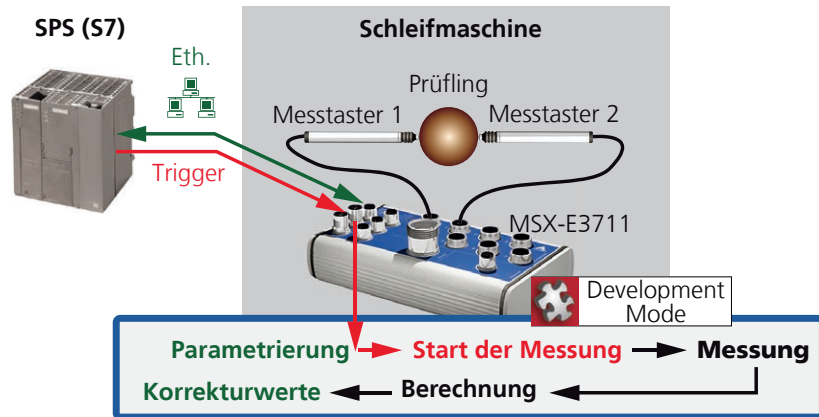 SPS (S7)
Schleifmaschine
Eth.
Prüfling
Messtaster 1
Messtaster 2
Trigger
MSX-E3711
Development
Mode
Parametrierung
Start der Messung
Messung
Korrekturwerte
Berechnung